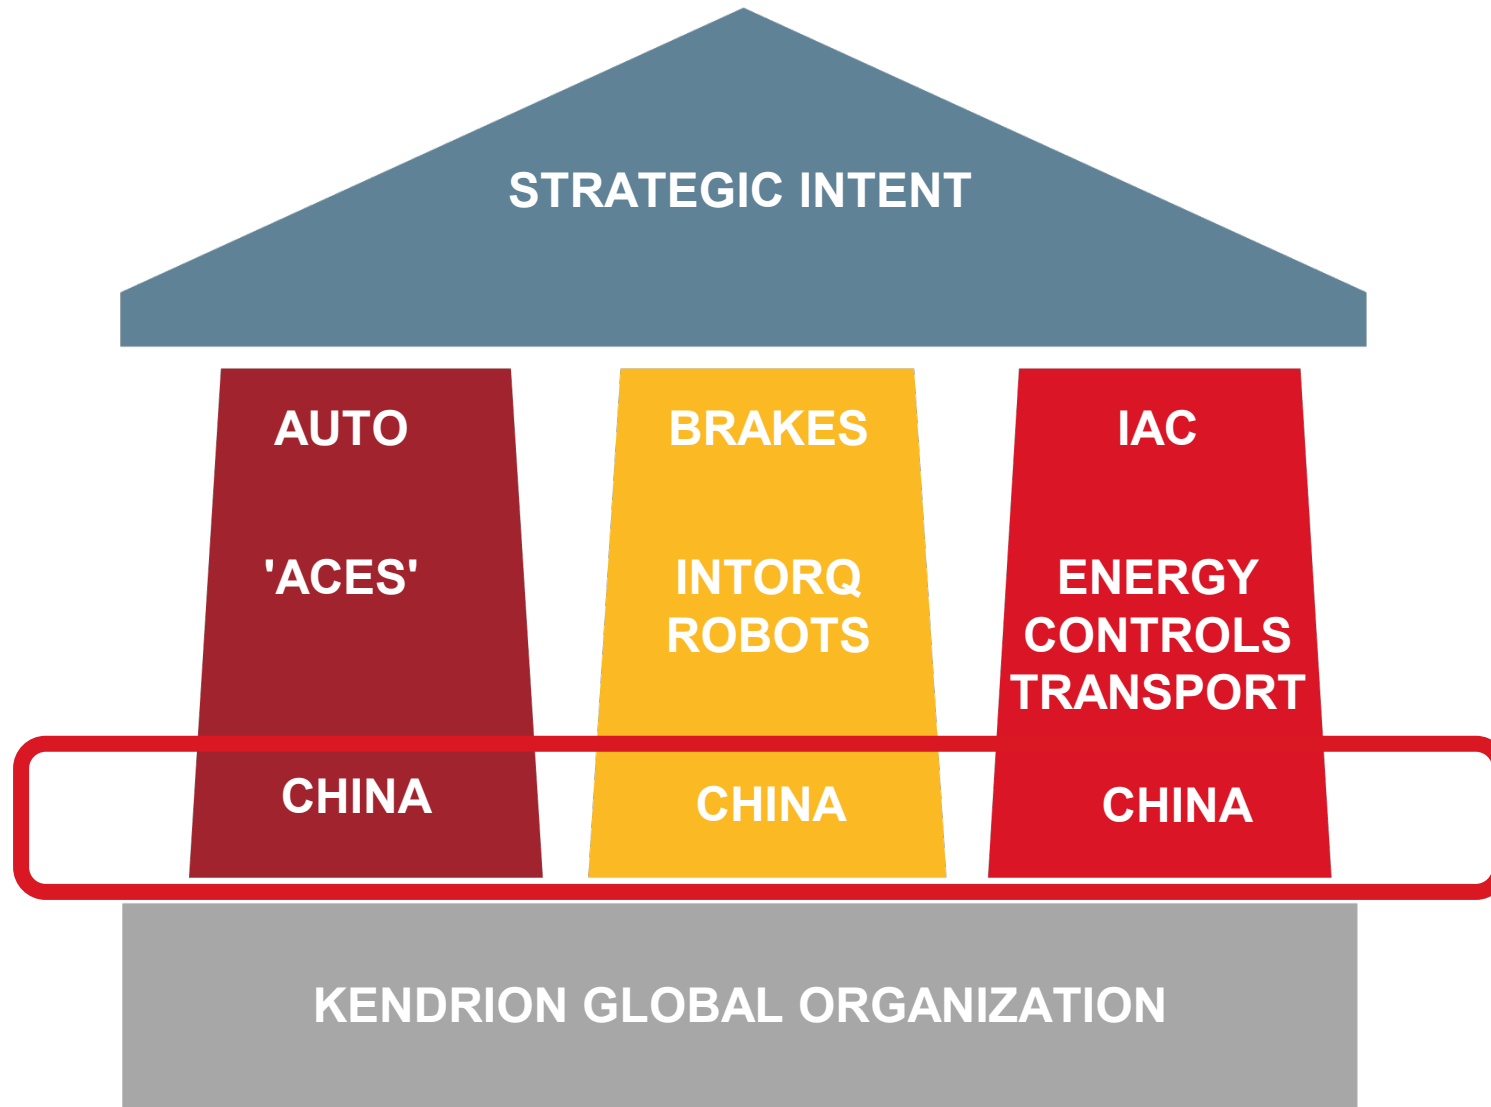 STRATEGIC INTENT
AUTO
'ACES'
CHINA
BRAKES
INTORQ
ROBOTS
CHINA
IAC
ENERGY
CONTROLS
TRANSPORT
CHINA
KENDRION GLOBAL ORGANIZATION